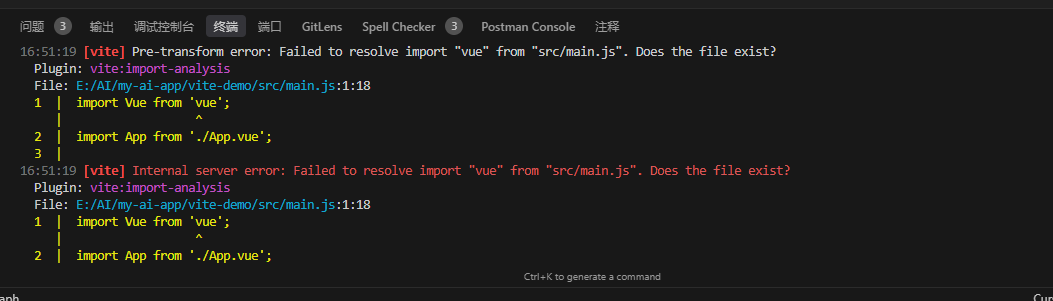 问题 3 输出 调试控制台 终端 端口 GitLens Spell Checker 3 Postman Console 注释
16:51:19 [vite] Pre-transform error: Failed to resolve import "vue" from "src/main.js". Does the file exist?
Plugin: vite:import-analysis
File: E:/AI/my-ai-app/vite-demo/src/main.js:1:18
1 | import Vue from 'vue';
| ^
2 | import App from './App.vue';
3 |
16:51:19 [vite] Internal server error: Failed to resolve import "vue" from "src/main.js". Does the file exist?
Plugin: vite:import-analysis
File: E:/AI/my-ai-app/vite-demo/src/main.js:1:18
1 | import Vue from 'vue';
| ^
2 | import App from './App.vue';
Ctrl+K to generate a command